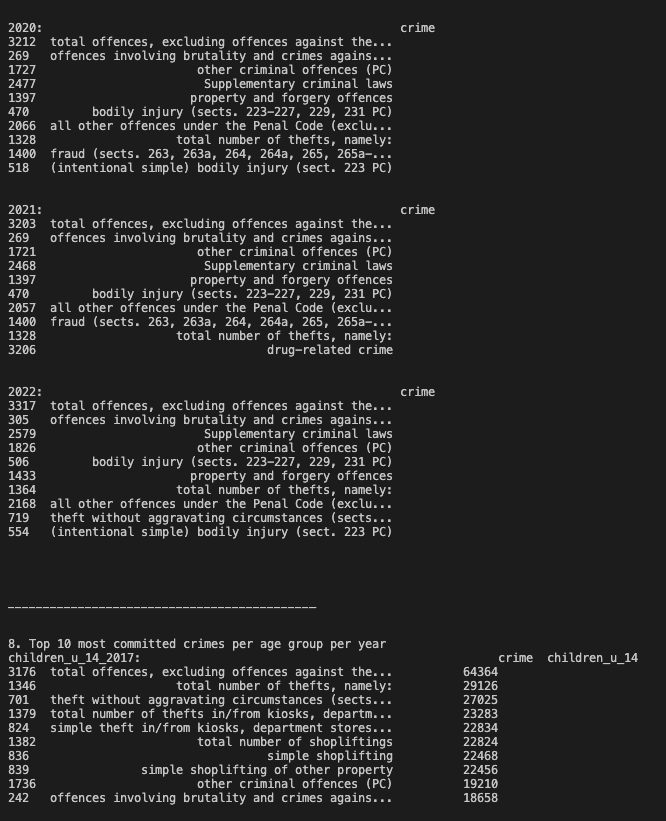 2020: crime
3212 total offences, excluding offences against the...
269 offences involving brutality and crimes agains...
1727 other criminal offences (PC)
2477 Supplementary criminal laws
1397 property and forgery offences
470 bodily injury (sects. 223-227, 229, 231 PC)
2066 all other offences under the Penal Code (exclu...
1328 total number of thefts, namely:
1400 fraud (sects. 263, 263a, 264, 264a, 265, 265a-...
518 (intentional simple) bodily injury (sect. 223 PC)
2021: crime
3203 total offences, excluding offences against the...
269 offences involving brutality and crimes agains...
1721 other criminal offences (PC)
2468 Supplementary criminal laws
1397 property and forgery offences
470 bodily injury (sects. 223-227, 229, 231 PC)
2057 all other offences under the Penal Code (exclu...
1400 fraud (sects. 263, 263a, 264, 264a, 265, 265a-...
1328 total number of thefts, namely:
3206 drug-related crime
2022: crime
3317 total offences, excluding offences against the...
305 offences involving brutality and crimes agains...
2579 Supplementary criminal laws
1826 other criminal offences (PC)
506 bodily injury (sects. 223-227, 229, 231 PC)
1433 property and forgery offences
1364 total number of thefts, namely:
2168 all other offences under the Penal Code (exclu...
719 theft without aggravating circumstances (sects...
554 (intentional simple) bodily injury (sect. 223 PC)
____________________________________________
8. Top 10 most committed crimes per age group per year
children_u_14_2017: crime children_u_14
3176 total offences, excluding offences against the... 64364
1346 total number of thefts, namely: 29126
701 theft without aggravating circumstances (sects... 27025
1379 total number of thefts in/from kiosks, departm... 23283
824 simple theft in/from kiosks, department stores... 22834
1382 total number of shopliftings 22824
836 simple shoplifting 22468
839 simple shoplifting of other property 22456
1736 other criminal offences (PC) 19210
242 offences involving brutality and crimes agains... 18658